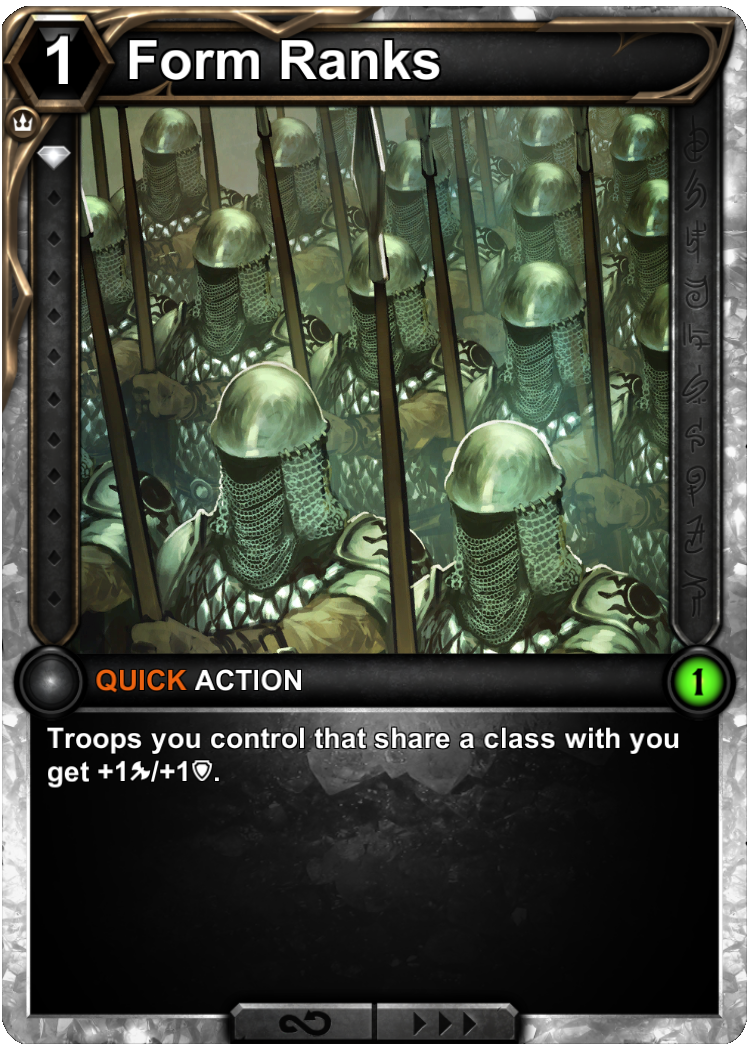 1
Form Ranks
QUICK ACTION
1
Troops you control that share a class with you
get +1/+1.